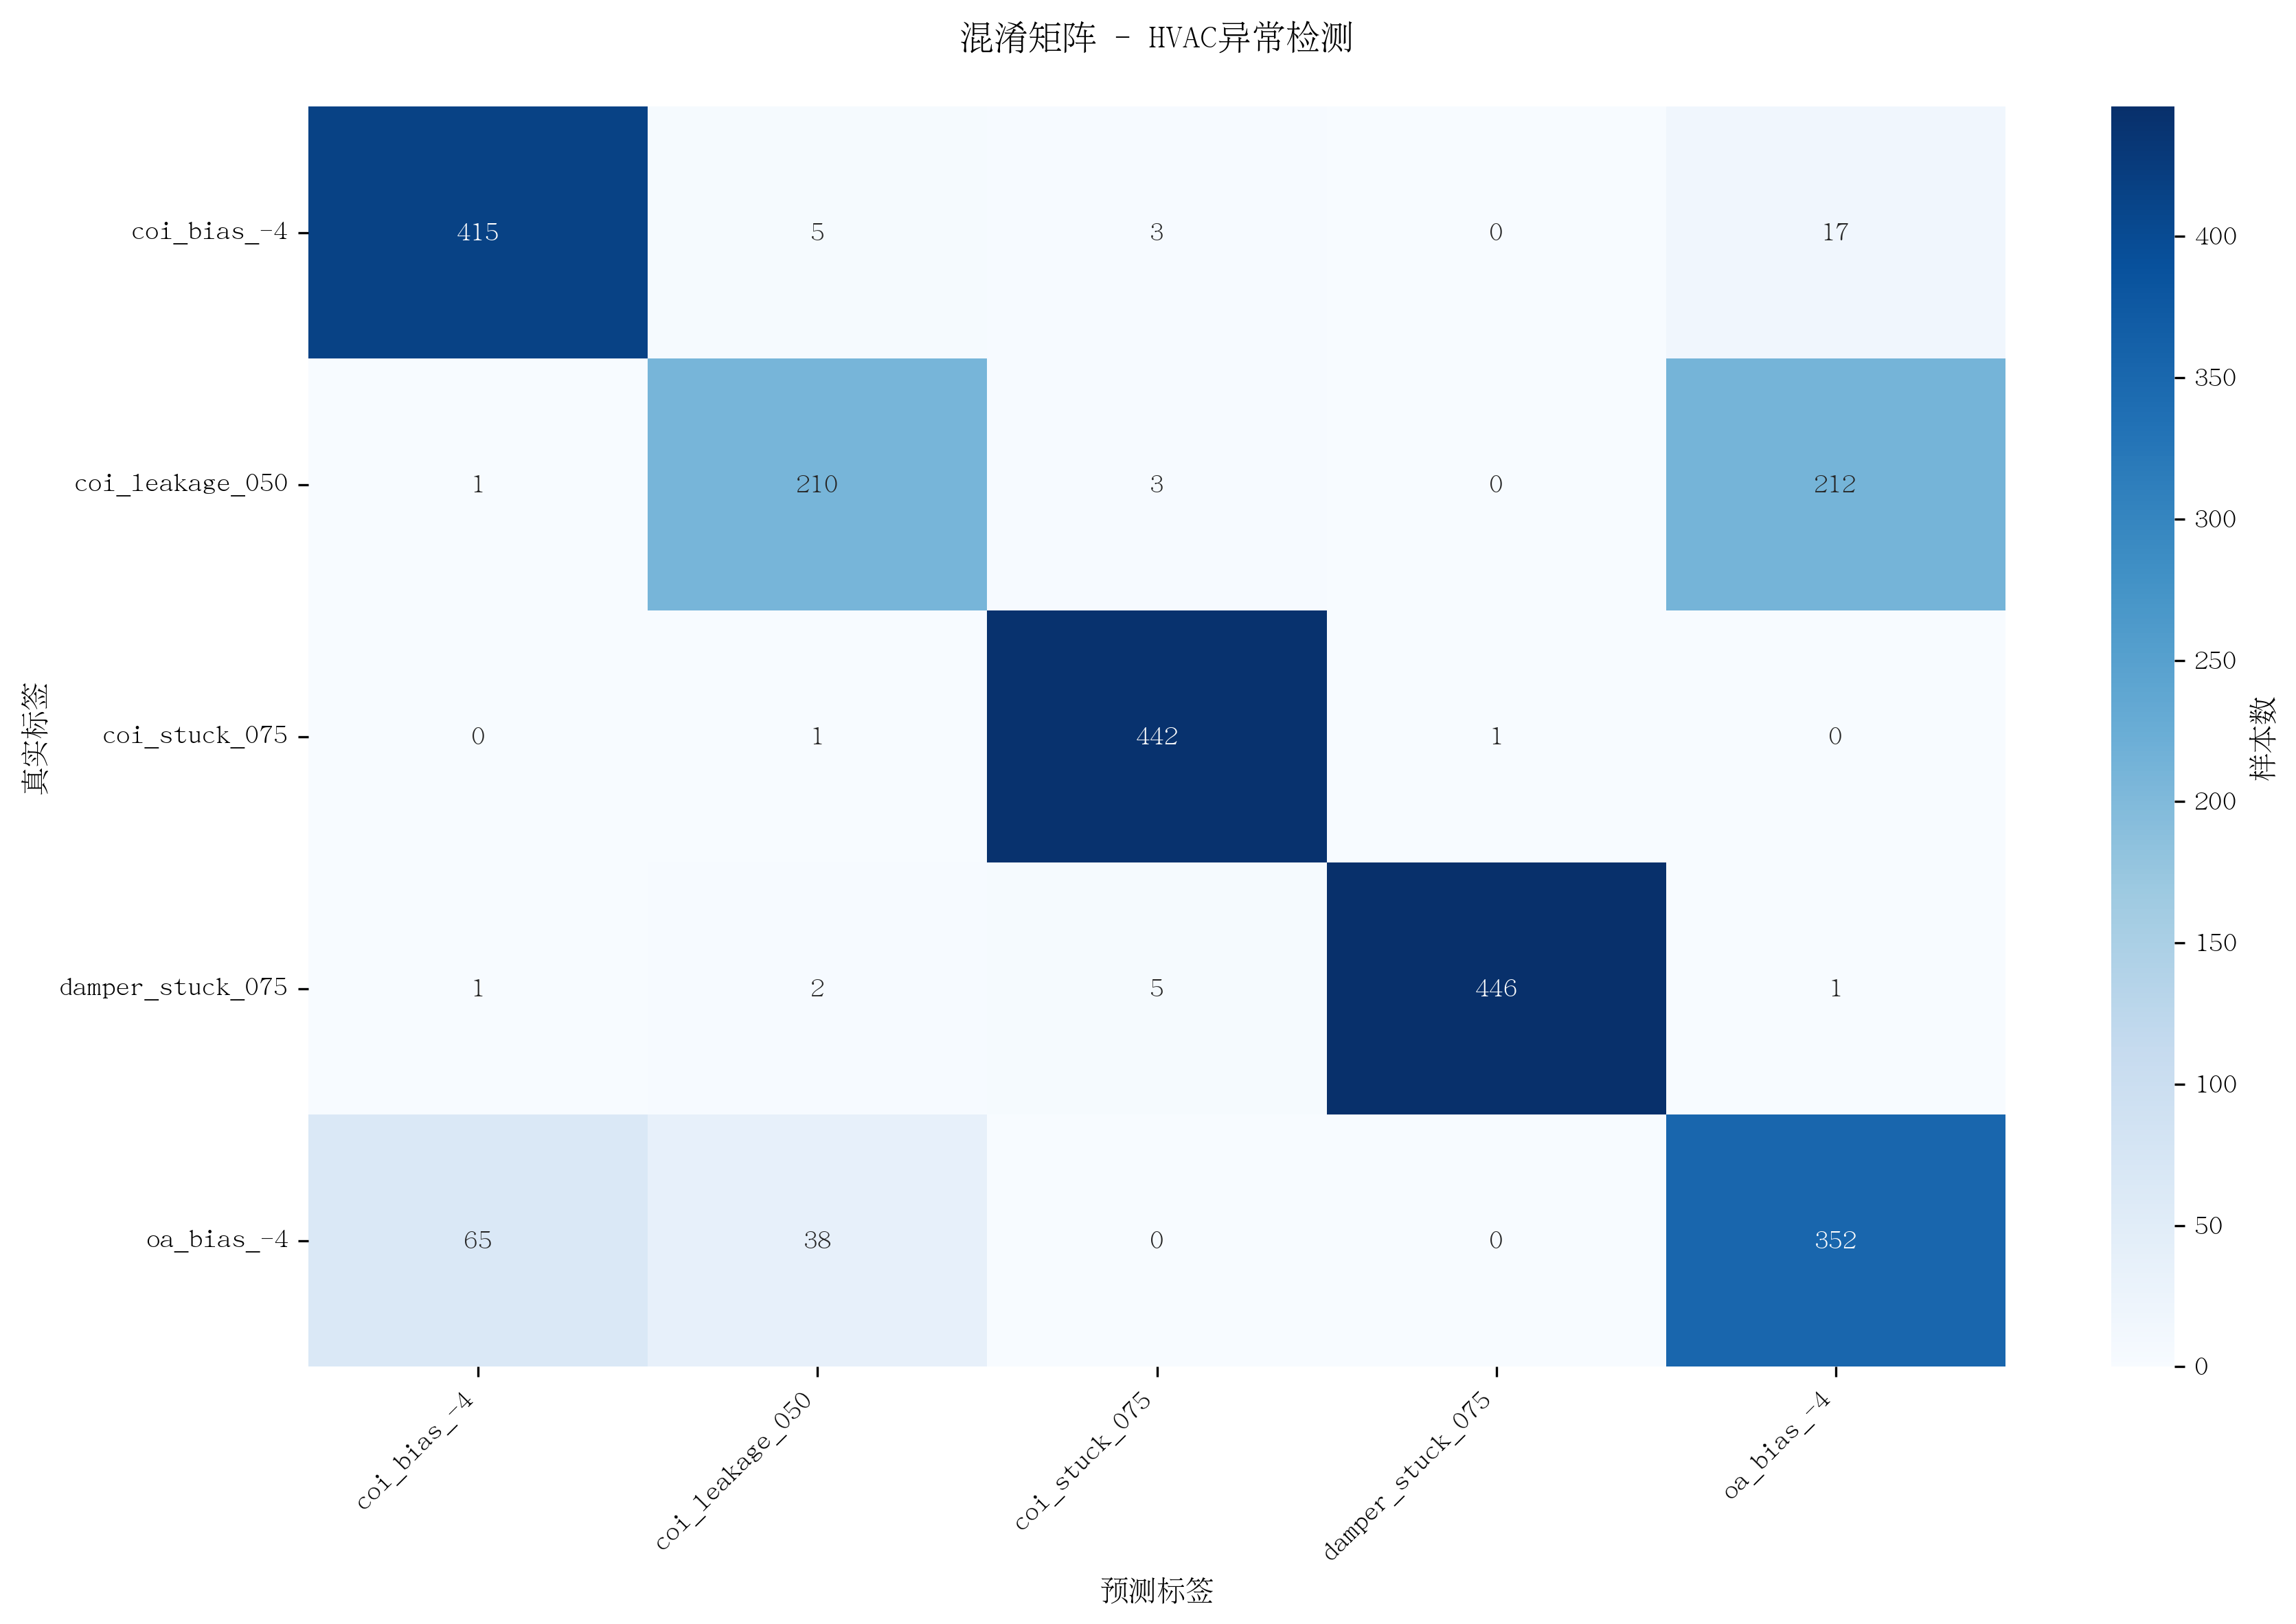 混淆矩阵 - HVAC异常检测
coi_bias_-4
415
5
3
0
17
coi_leakage_050
1
210
3
0
212
coi_stuck_075
0
1
442
1
0
damper_stuck_075
1
2
5
446
1
oa_bias_-4
65
38
0
0
352
真实标签
coi_bias_-4
coi_leakage_050
coi_stuck_075
damper_stuck_075
oa_bias_-4
预测标签
400
350
300
250
200
150
100
50
0
样本数